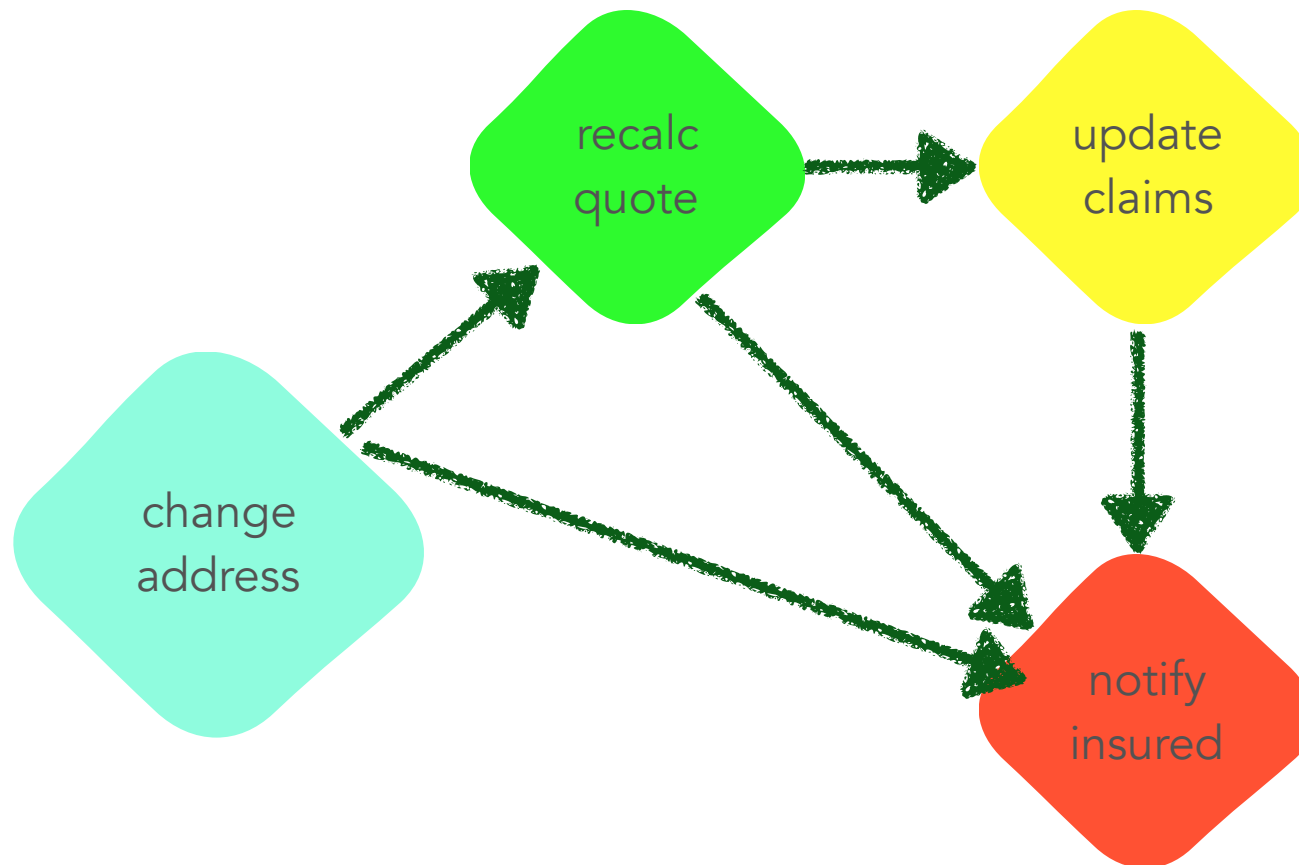 recalc
quote
update
claims
change
address
notify
insured